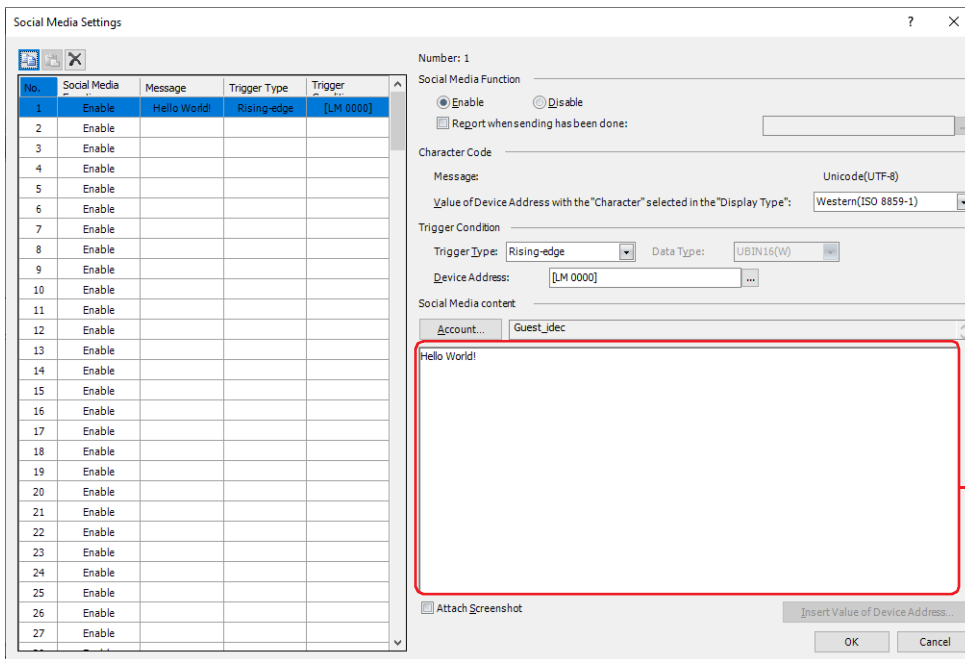 Social Media Settings ? ×
No. Social Media Message Trigger Type Trigger
1 Enable Hello World! Rising-edge [LM 0000]
2 Enable
3 Enable
4 Enable
5 Enable
6 Enable
7 Enable
8 Enable
9 Enable
10 Enable
11 Enable
12 Enable
13 Enable
14 Enable
15 Enable
16 Enable
17 Enable
18 Enable
19 Enable
20 Enable
21 Enable
22 Enable
23 Enable
24 Enable
25 Enable
26 Enable
27 Enable
Number: 1
Social Media Function
Enable Disable
Report when sending has been done:
Character Code
Message: Unicode(UTF-8)
Value of Device Address with the "Character" selected in the "Display Type": Western(ISO 8859-1)
Trigger Condition
Trigger Type: Rising-edge Data Type: UBIN16(W)
Device Address: [LM 0000] ...
Social Media content
Account... Guest_idec
Hello World!
Attach Screenshot
Insert Value of Device Address...
OK Cancel